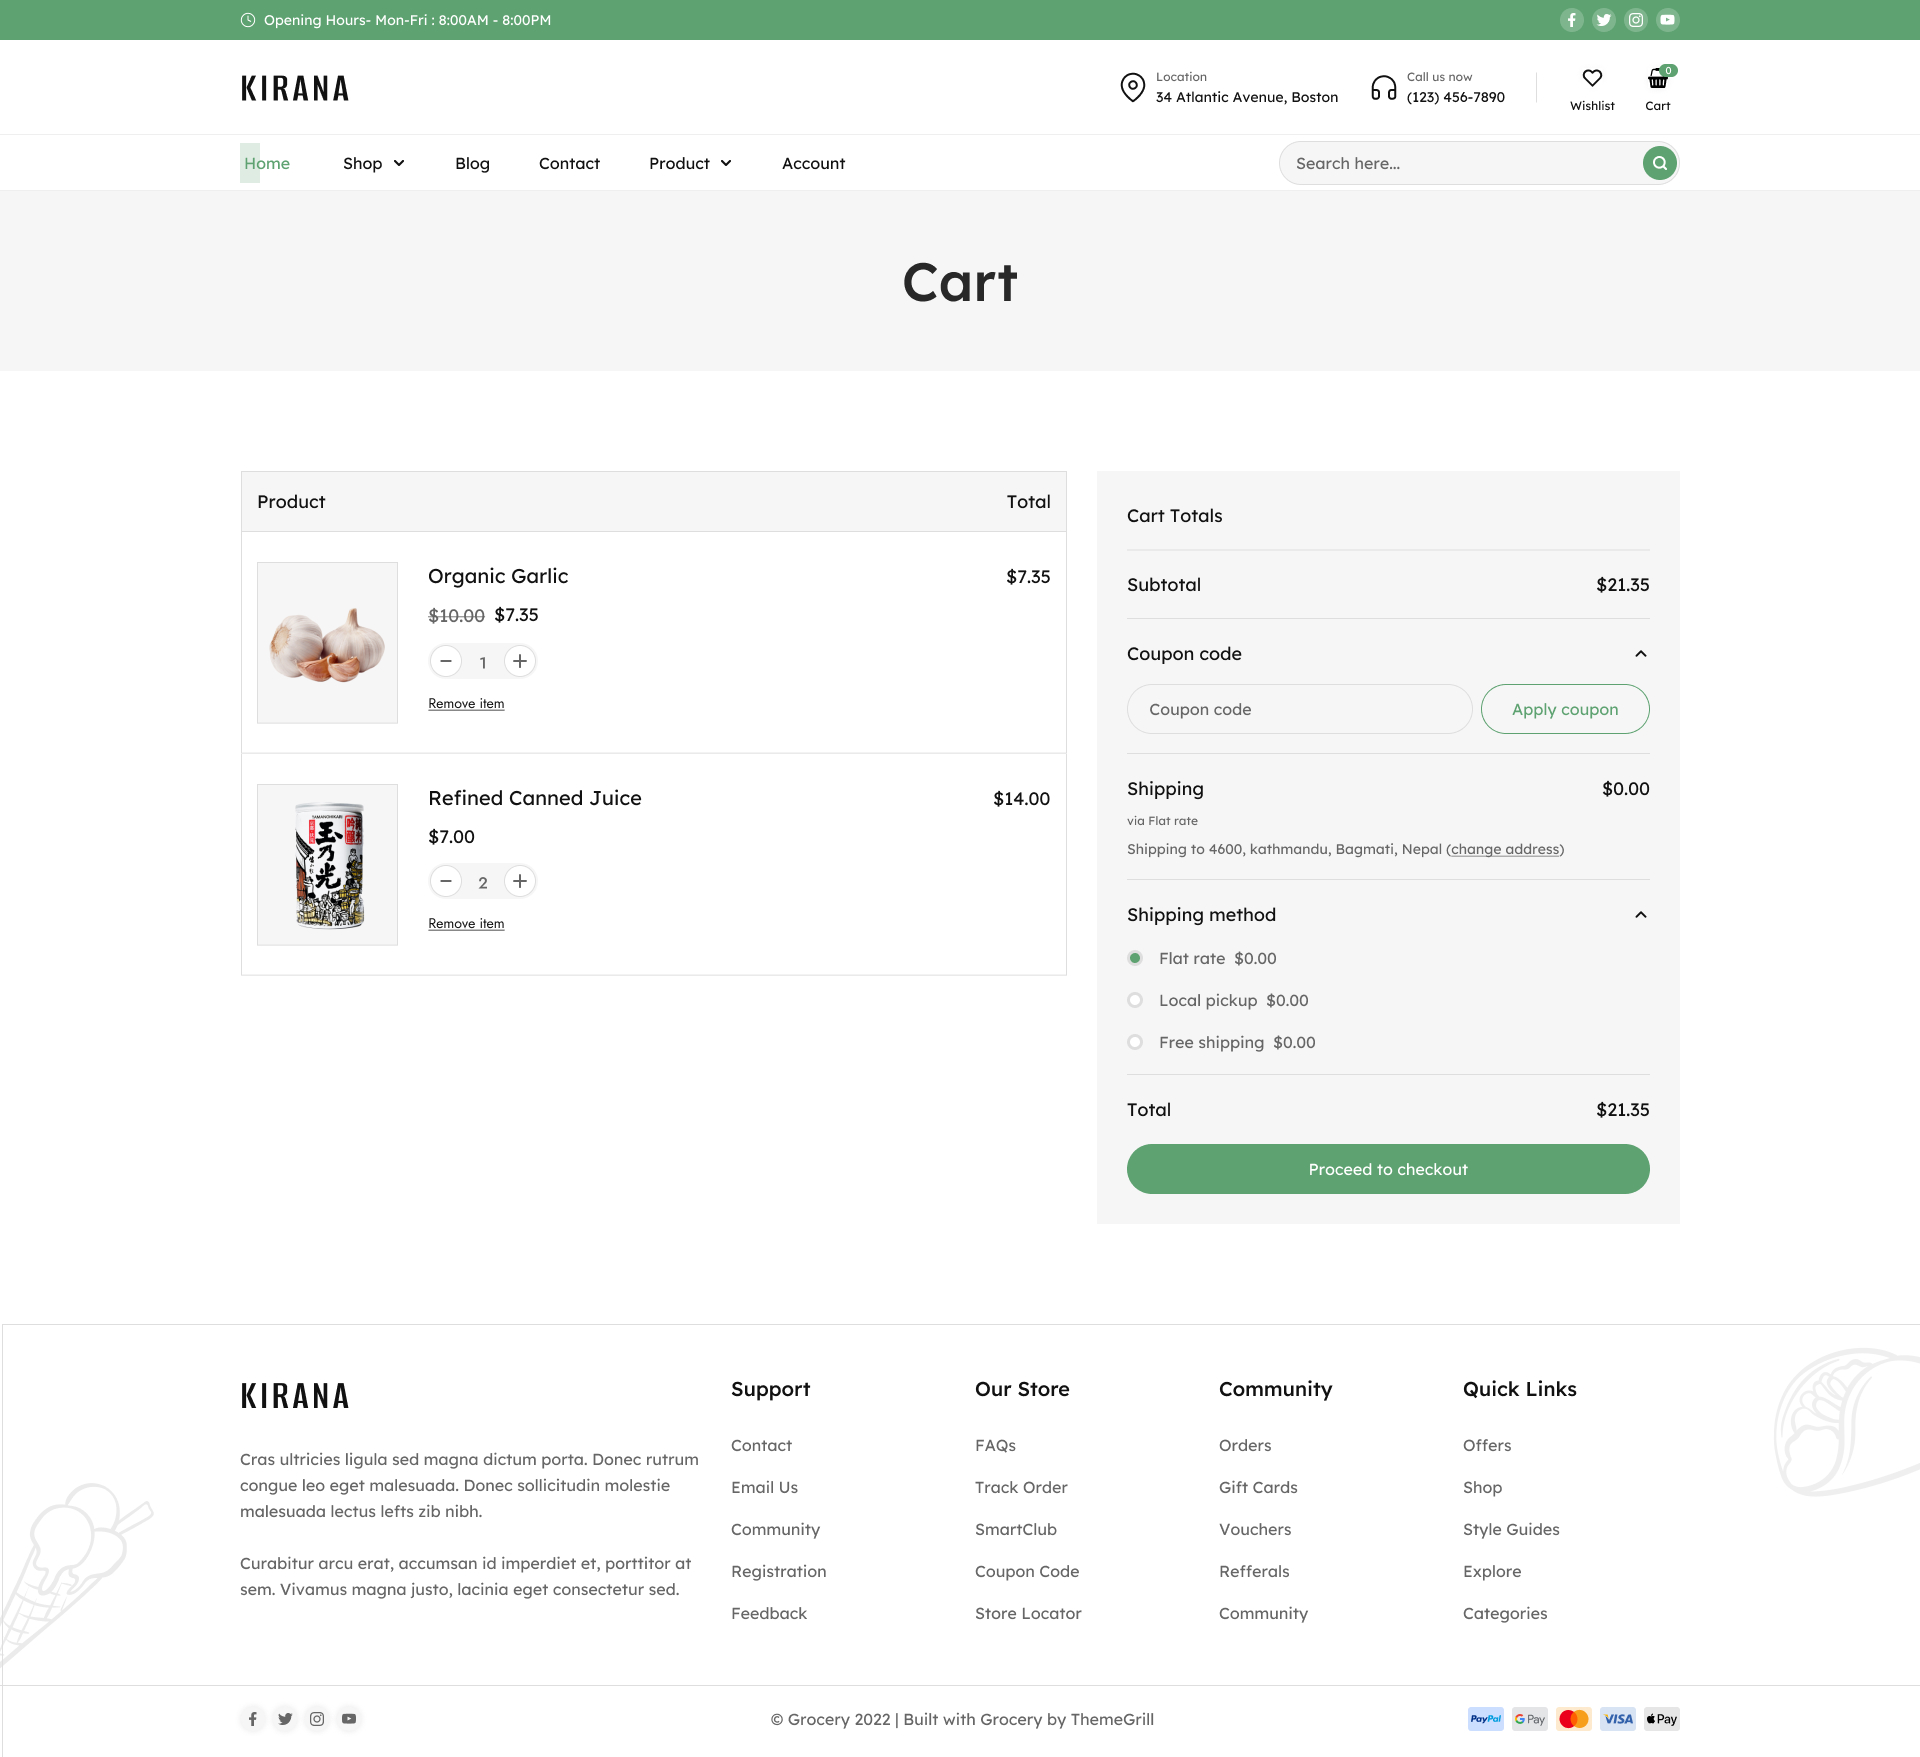 Opening Hours- Mon-Fri : 8:00AM - 8:00PM
KIRANA
Location
34 Atlantic Avenue, Boston
Call us now
(123) 456-7890
Wishlist
0
Cart
Home Shop Blog Contact Product Account
Search here...
Cart
Product Total
Organic Garlic $7.35
$10.00 $7.35
1
Remove item
Refined Canned Juice $14.00
$7.00
2
Remove item
TAMANOHIKARI
玉乃光
純米
吟醸
Cart Totals
Subtotal $21.35
Coupon code
Coupon code Apply coupon
Shipping $0.00
via Flat rate
Shipping to 4600, kathmandu, Bagmati, Nepal (change address)
Shipping method
Flat rate $0.00
Local pickup $0.00
Free shipping $0.00
Total $21.35
Proceed to checkout
KIRANA
Cras ultricies ligula sed magna dictum porta. Donec rutrum
congue leo eget malesuada. Donec sollicitudin molestie
malesuada lectus lefts zib nibh.
Curabitur arcu erat, accumsan id imperdiet et, porttitor at
sem. Vivamus magna justo, lacinia eget consectetur sed.
Support
Contact
Email Us
Community
Registration
Feedback
Our Store
FAQs
Track Order
SmartClub
Coupon Code
Store Locator
Community
Orders
Gift Cards
Vouchers
Refferals
Community
Quick Links
Offers
Shop
Style Guides
Explore
Categories
© Grocery 2022 | Built with Grocery by ThemeGrill
PayPal G Pay VISA Pay